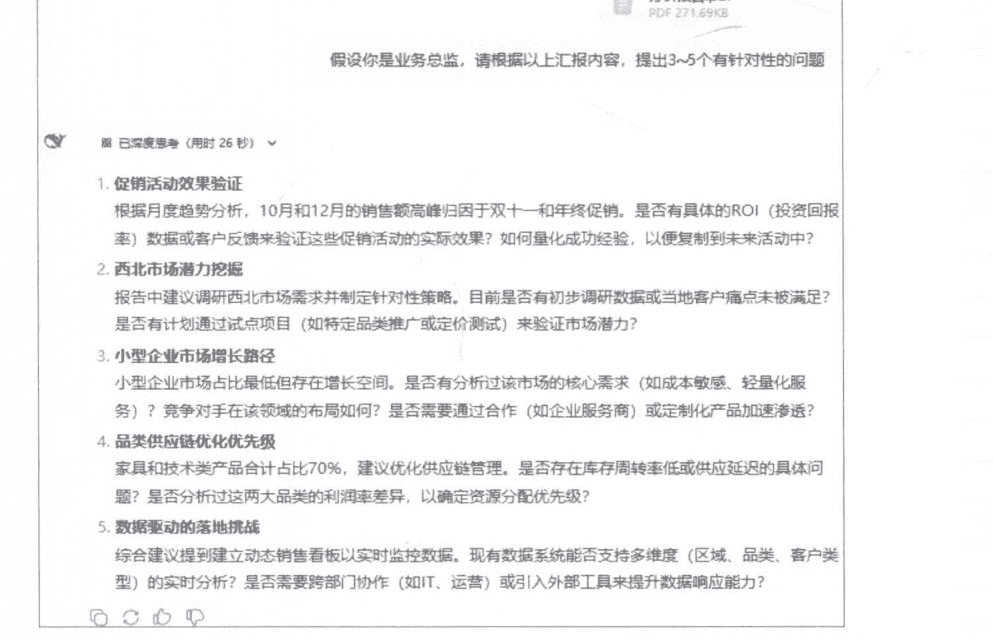 PDF 271.69KB
假设你是业务总监，请根据以上汇报内容，提出3~5个有针对性的问题
已深度思考（用时 26 秒）
1. 促销活动效果验证
根据月度趋势分析，10月和12月的销售额高峰归因于双十一和年终促销。是否有具体的ROI（投资回报
率）数据或客户反馈来验证这些促销活动的实际效果？如何量化成功经验，以便复制到未来活动中？
2. 西北市场潜力挖掘
报告中建议调研西北市场需求并制定针对性策略。目前是否有初步调研数据或当地客户痛点未被满足？
是否有计划通过试点项目（如特定品类推广或定价测试）来验证市场潜力？
3. 小型企业市场增长路径
小型企业市场占比最低但存在增长空间。是否有分析过该市场的核心需求（如成本敏感、轻量化服
务）？竞争对手在该领域的布局如何？是否需要通过合作（如企业服务商）或定制化产品加速渗透？
4. 品类供应链优化优先级
家具和技术类产品合计占比70%，建议优化供应链管理。是否存在库存周转率低或供应延迟的具体问
题？是否分析过这两大品类的利润率差异，以确定资源分配优先级？
5. 数据驱动的落地挑战
综合建议提到建立动态销售看板以实时监控数据。现有数据系统能否支持多维度（区域、品类、客户类
型）的实时分析？是否需要跨部门协作（如IT、运营）或引入外部工具来提升数据响应能力？